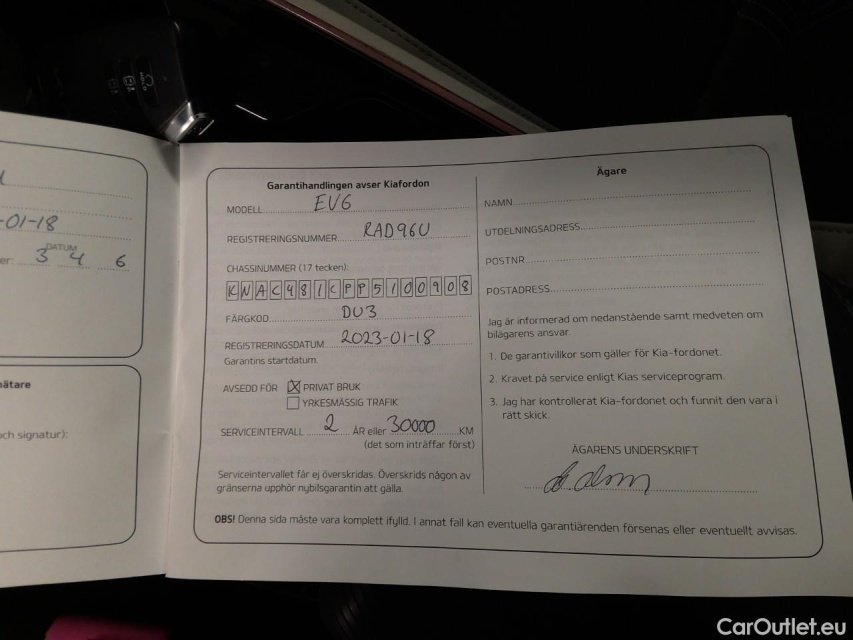 -01-18
DATUM
3 4 6
Garantihandlingen avser Kiafordon
MODELL EV6
REGISTRERINGSNUMMER RAD96U
CHASSINUMMER (17 tecken):
KNAC481CPP5100908
FÄRGKOD DU3
REGISTRERINGSDATUM 2023-01-18
Garantins startdatum.
AVSEDD FÖR ☒ PRIVAT BRUK
☐ YRKESMÄSSIG TRAFIK
SERVICEINTERVALL 2 ÅR eller 30000 KM
(det som inträffar först)
Serviceintervallet får ej överskridas. Överskrids någon av
gränserna upphör nybilsgarantin att gälla.
Ägare
NAMN
UTDELNINGSADRESS
POSTNR
POSTADRESS
Jag är informerad om nedanstående samt medveten om
bilägarens ansvar.
1. De garantivillkor som gäller för Kia-fordonet.
2. Kravet på service enligt Kias serviceprogram.
3. Jag har kontrollerat Kia-fordonet och funnit den vara i
rätt skick.
ÄGARENS UNDERSKRIFT
OBS! Denna sida måste vara komplett ifylld. I annat fall kan eventuella garantiärenden försenas eller eventuellt avvisas.
och signatur):
CarOutlet.eu